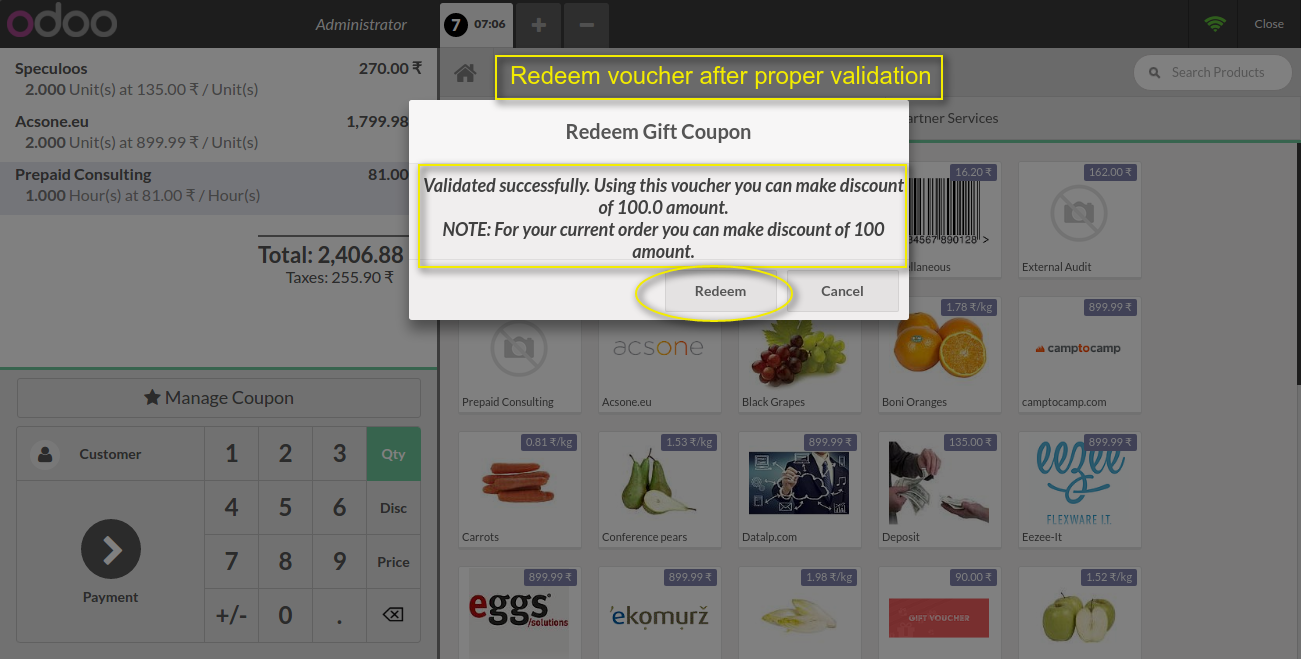 odoo
Administrator
7 07:06
+
−
Close
Redeem voucher after proper validation
Search Products
Speculoos 270.00 ₹
2.000 Unit(s) at 135.00 ₹ / Unit(s)
Acsone.eu 1,799.98
2.000 Unit(s) at 899.99 ₹ / Unit(s)
Prepaid Consulting 81.00
1.000 Hour(s) at 81.00 ₹ / Hour(s)
Total: 2,406.88
Taxes: 255.90 ₹
Redeem Gift Coupon
Validated successfully. Using this voucher you can make discount
of 100.0 amount.
NOTE: For your current order you can make discount of 100
amount.
Redeem
Cancel
artner Services
16.20 ₹
34567"890128">
llaneous
162.00 ₹
External Audit
Prepaid Consulting
acsone
Acsone.eu
Black Grapes
1.78 ₹/kg
Boni Oranges
899.99 ₹
camptocamp
camptocamp.com
0.81 ₹/kg
Carrots
1.53 ₹/kg
Conference pears
899.99 ₹
Datalp.com
135.00 ₹
Deposit
899.99 ₹
eezee
FLEXWARE I.T.
Eezee-It
899.99 ₹
eggs
/solutions
899.99 ₹
'ekomurž
1.98 ₹/kg
90.00 ₹
GIFT VOUCHER
1.52 ₹/kg
Manage Coupon
Customer
1 2 3 Qty
4 5 6 Disc
7 8 9 Price
+/- 0 .
Payment